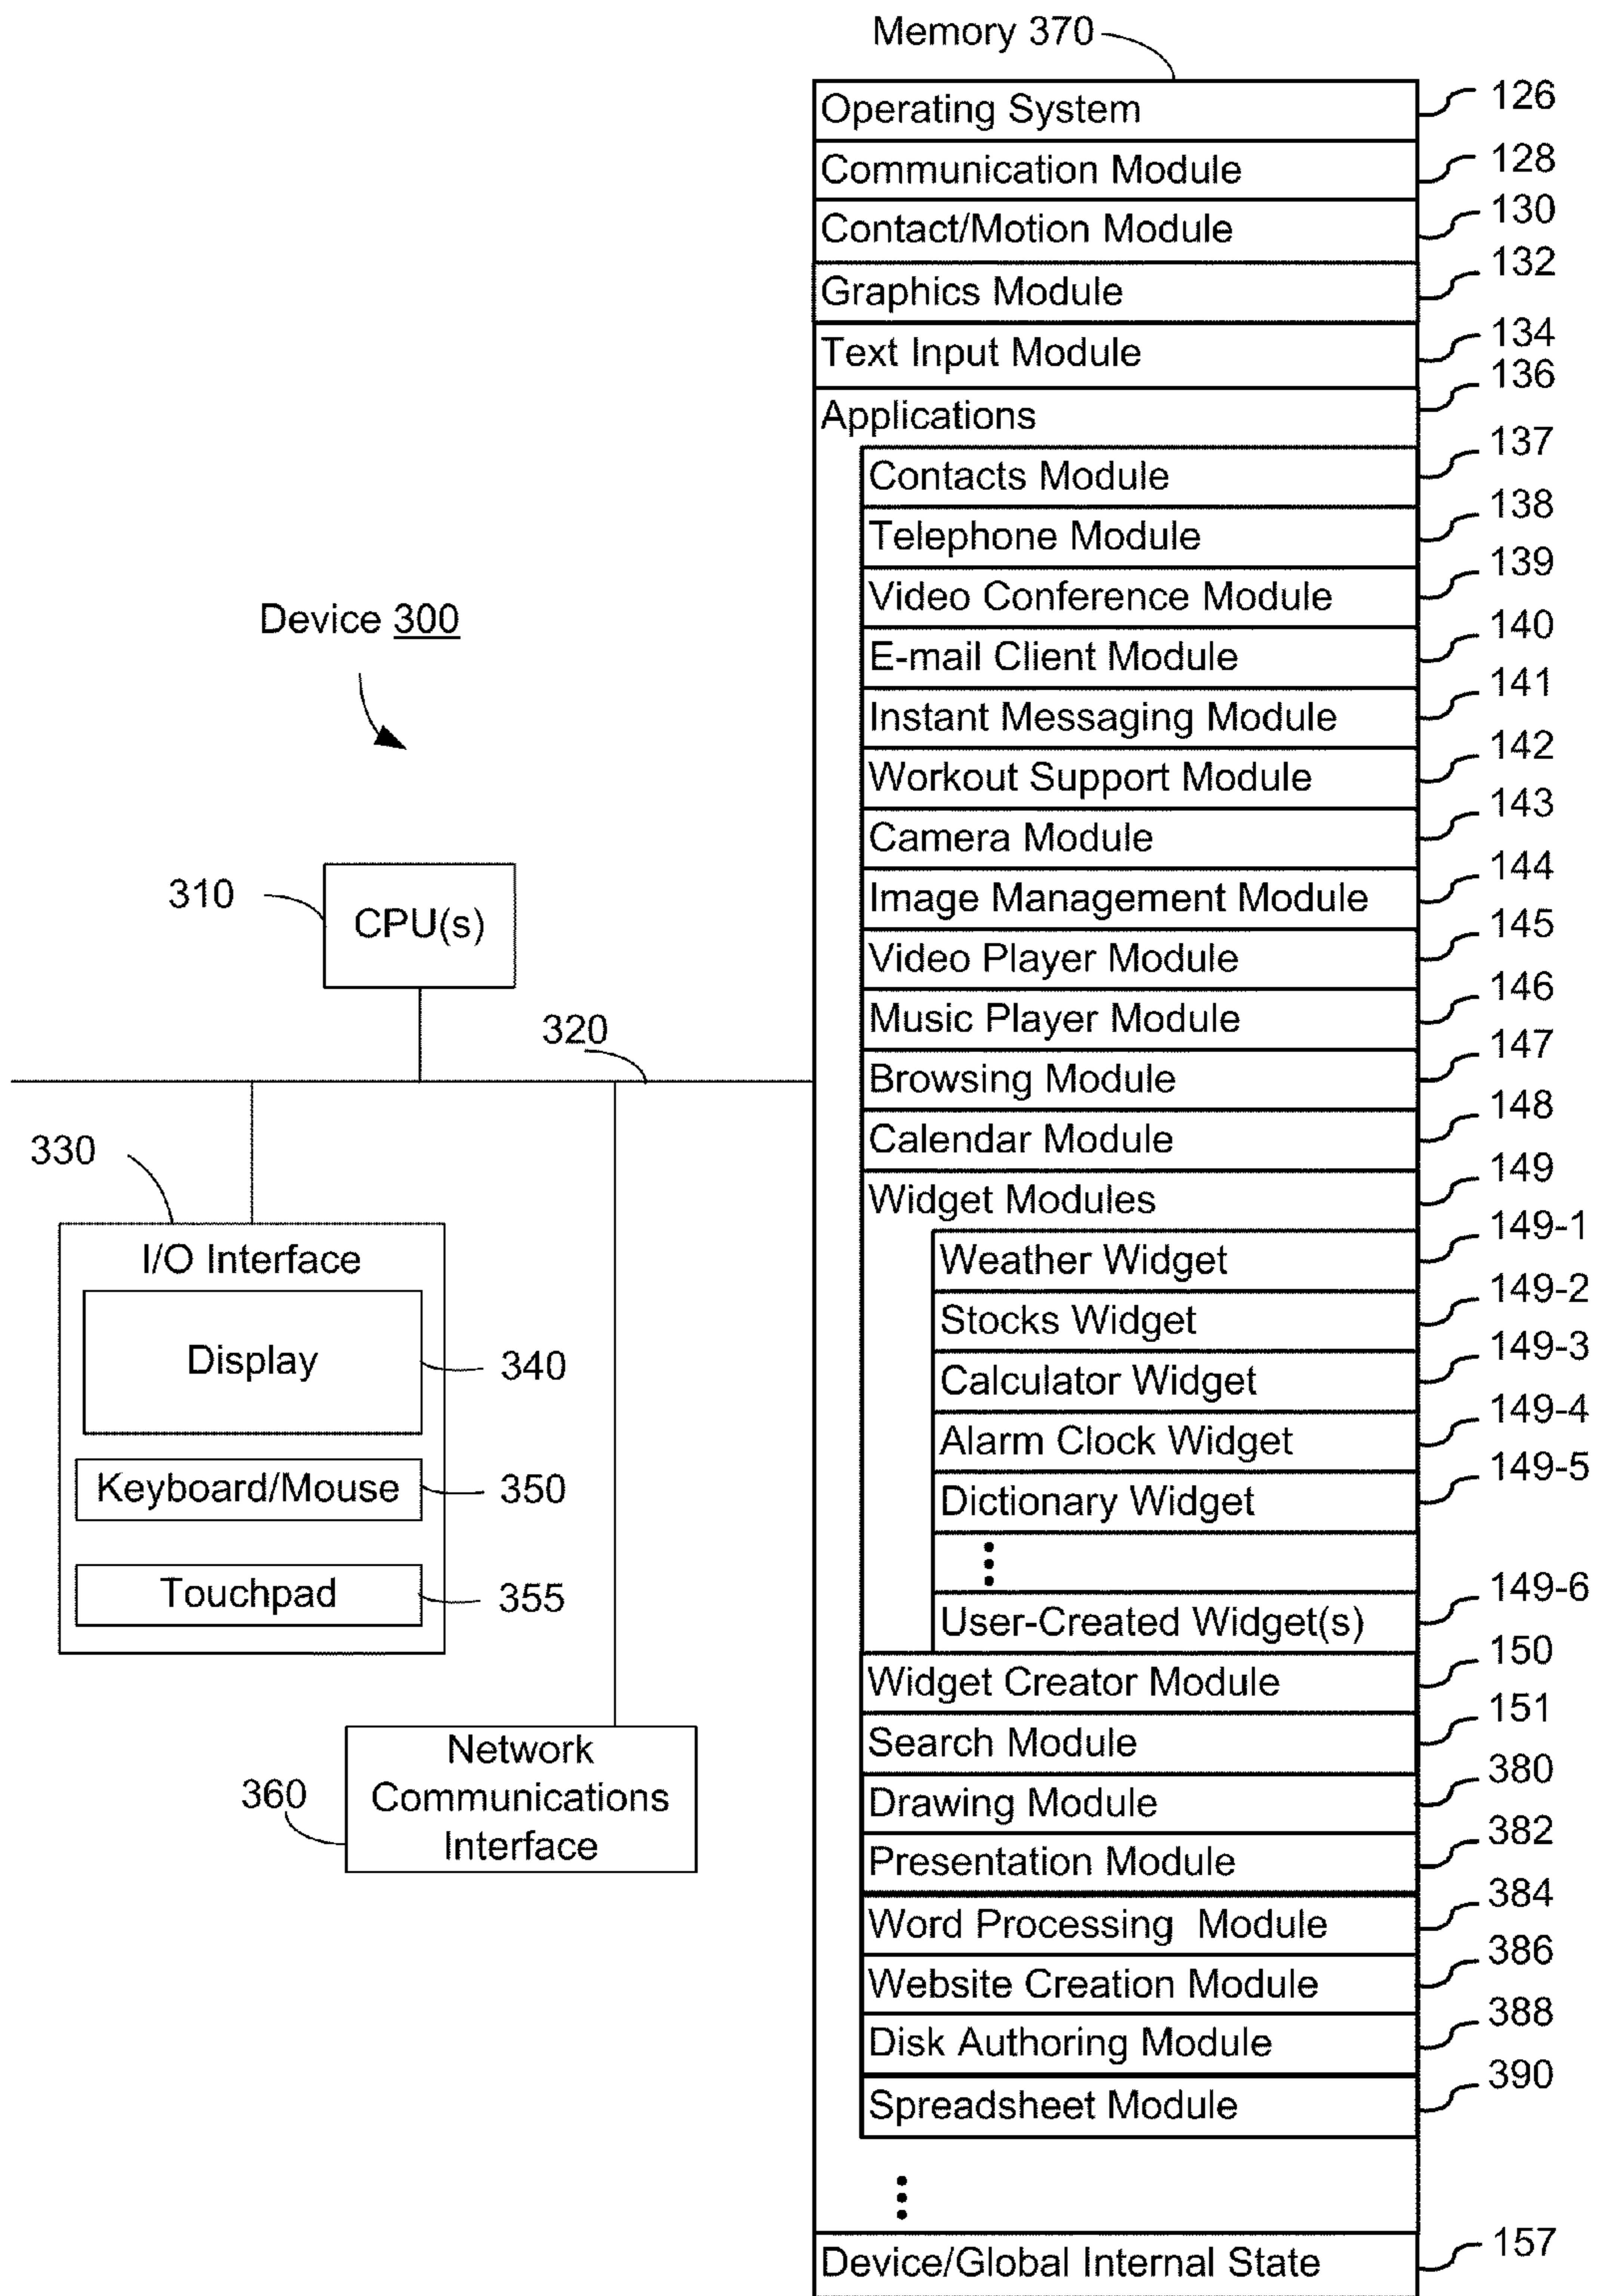 Memory 370
Operating System 126
Communication Module 128
Contact/Motion Module 130
Graphics Module 132
Text Input Module 134
Applications 136
Contacts Module 137
Telephone Module 138
Video Conference Module 139
E-mail Client Module 140
Instant Messaging Module 141
Workout Support Module 142
Camera Module 143
Image Management Module 144
Video Player Module 145
Music Player Module 146
Browsing Module 147
Calendar Module 148
Widget Modules 149
Weather Widget 149-1
Stocks Widget 149-2
Calculator Widget 149-3
Alarm Clock Widget 149-4
Dictionary Widget 149-5
User-Created Widget(s) 149-6
Widget Creator Module 150
Search Module 151
Drawing Module 380
Presentation Module 382
Word Processing Module 384
Website Creation Module 386
Disk Authoring Module 388
Spreadsheet Module 390
Device/Global Internal State 157
Device 300
310
CPU(s)
320
330
I/O Interface
Display 340
Keyboard/Mouse 350
Touchpad 355
360
Network
Communications
Interface